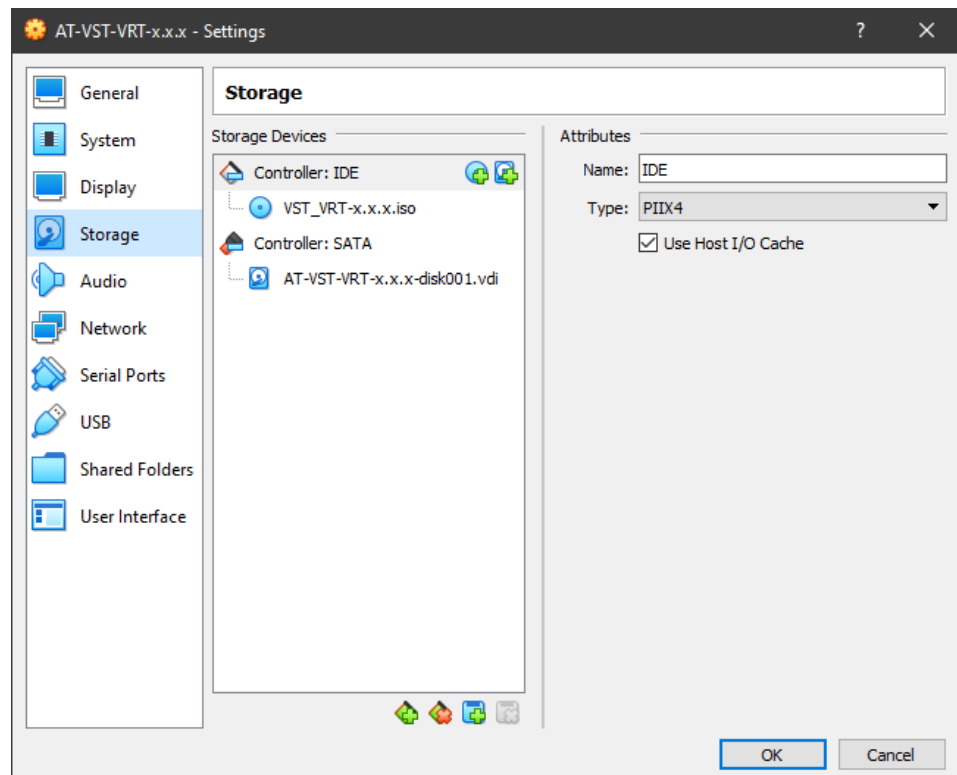 AT-VST-VRT-x.x.x - Settings
?
General
System
Display
Storage
Audio
Network
Serial Ports
USB
Shared Folders
User Interface
Storage
Storage Devices
Controller: IDE
VST_VRT-x.x.x.iso
Controller: SATA
AT-VST-VRT-x.x.x-disk001.vdi
Attributes
Name: IDE
Type: PIIX4
Use Host I/O Cache
OK
Cancel